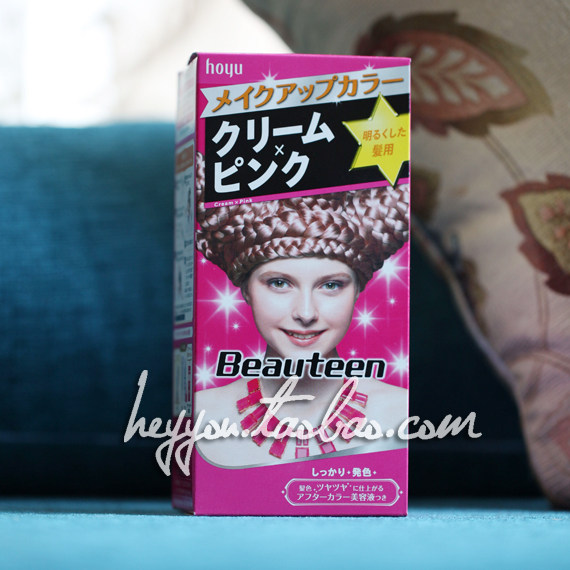 hoyu
メイクアップカラー
クリーム
×
ピンク
明るくした
髪用
Cream × Pink
Beauteen
heyyou.taobao.com
しっかり・発色・
髪色、"ツヤツヤ"に仕上がる
アフターカラー美容液つき